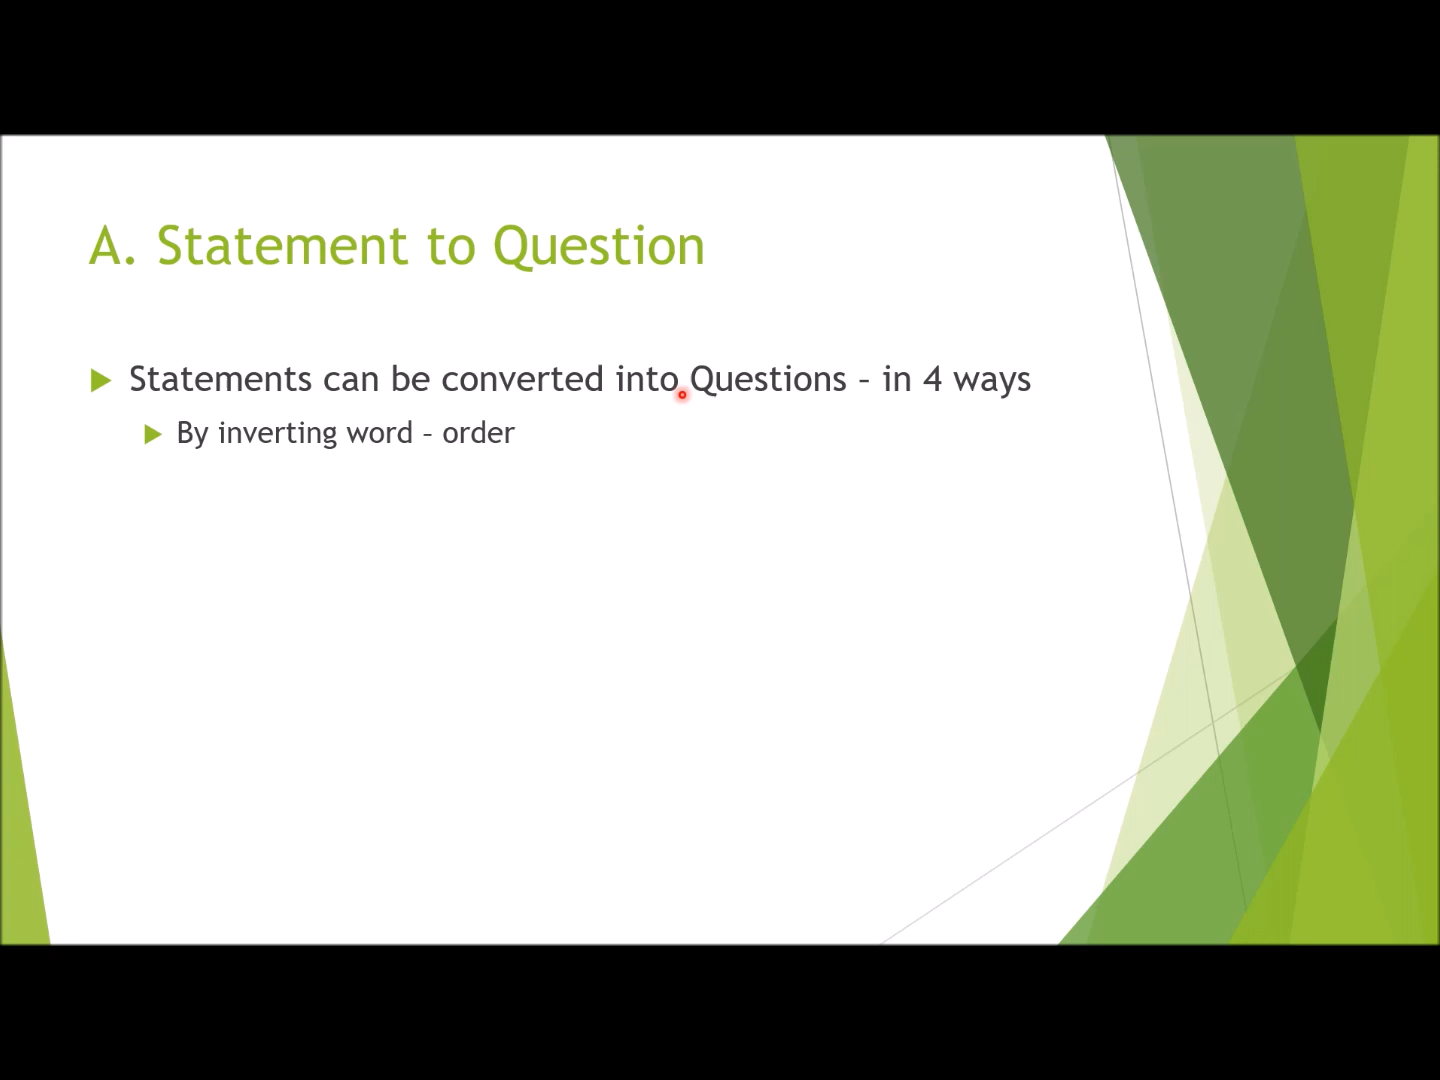 A. Statement to Question
Statements can be converted into Questions – in 4 ways
By inverting word – order